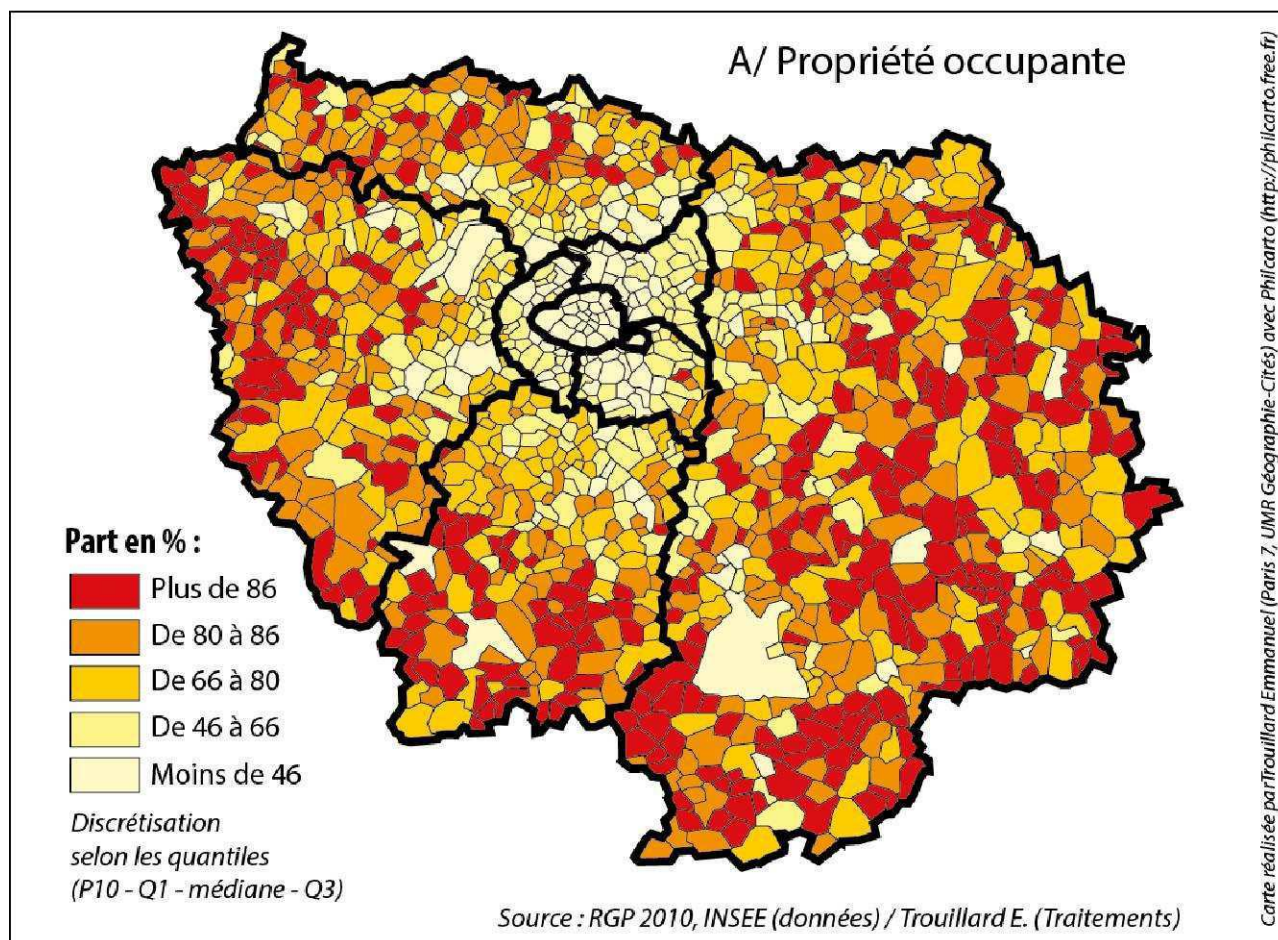 A/ Propriété occupante
Part en % :
Plus de 86
De 80 à 86
De 66 à 80
De 46 à 66
Moins de 46
Discrétisation
selon les quantiles
(P10 - Q1 - médiane - Q3)
Source : RGP 2010, INSEE (données) / Trouillard E. (Traitements)
Carte réalisée parTrouillard Emmanuel (Paris 7, UMR Géographie-Cités) avec Philcarto (http://philcarto.free.fr)